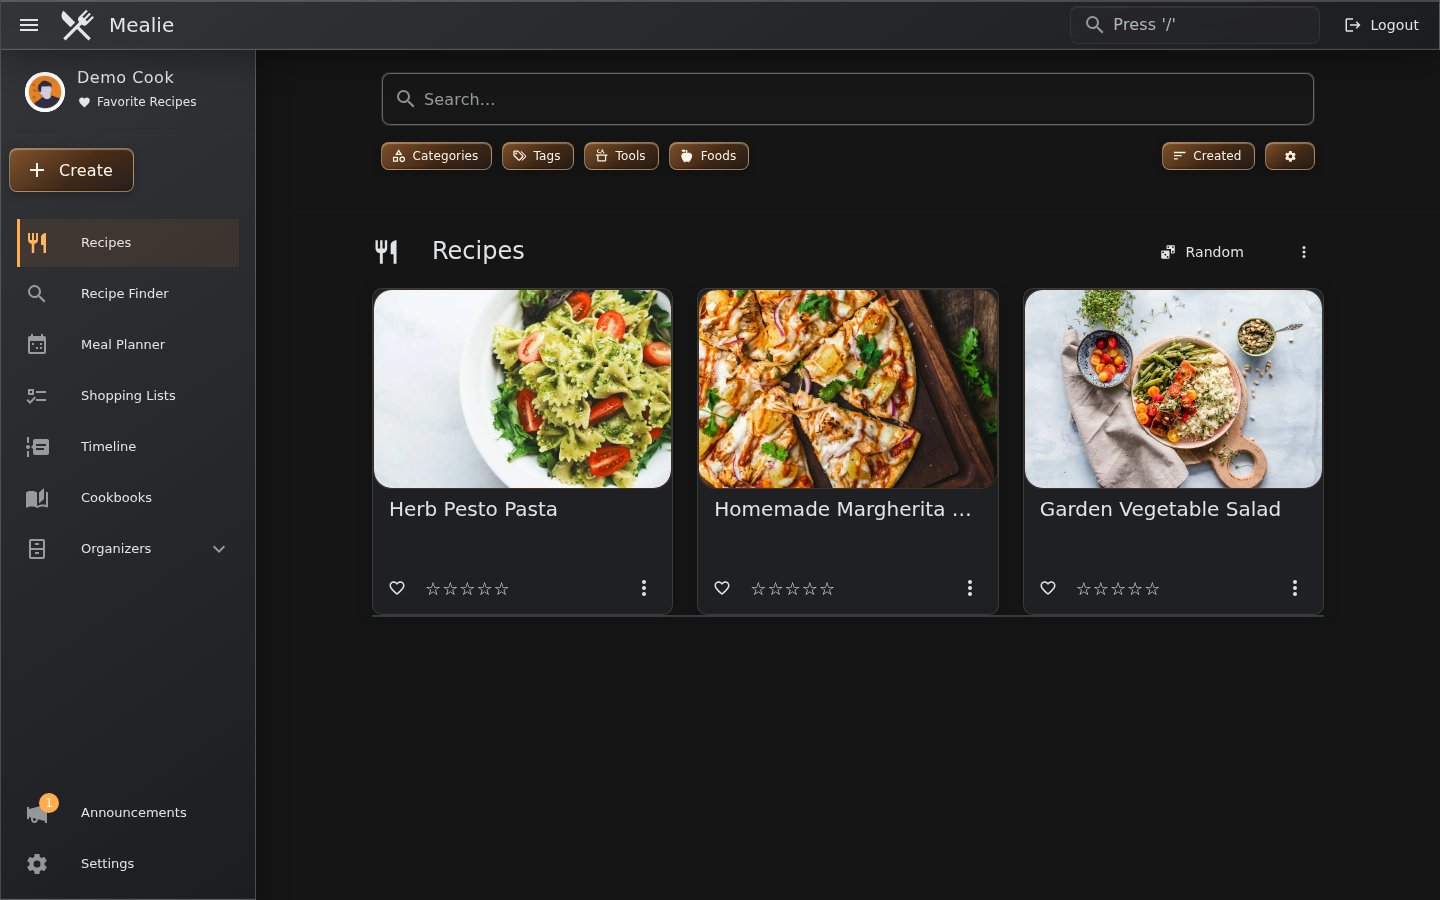 Mealie
Press '/'
Logout
Demo Cook
Favorite Recipes
Create
Recipes
Recipe Finder
Meal Planner
Shopping Lists
Timeline
Cookbooks
Organizers
1
Announcements
Settings
Search...
Categories
Tags
Tools
Foods
Created
Recipes
Random
Herb Pesto Pasta
Homemade Margherita ...
Garden Vegetable Salad